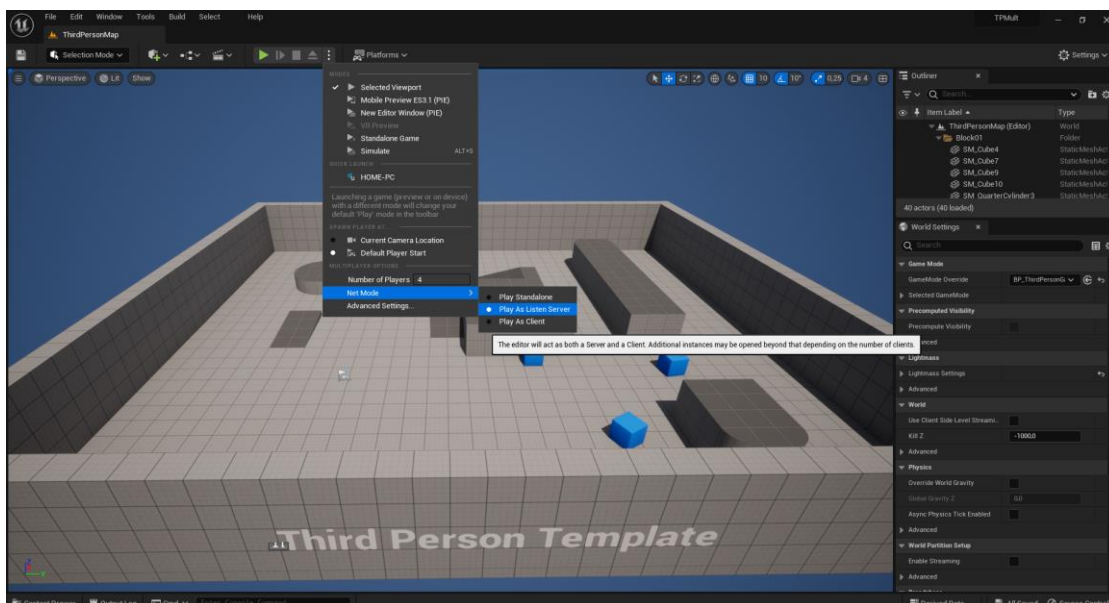 File Edit Window Tools Build Select Help
TPMult
ThirdPersonMap
Selection Mode
Platforms
Settings
Perspective Lit Show
10 10° 0,25 4
MODES
Selected Viewport
Mobile Preview ES3.1 (PIE)
New Editor Window (PIE)
VR Preview
Standalone Game
Simulate ALT+S
QUICK LAUNCH
HOME-PC
Launching a game (preview or on device)
with a different mode will change your
default 'Play' mode in the toolbar
SPAWN PLAYER AT...
Current Camera Location
Default Player Start
MULTIPLAYER OPTIONS
Number of Players 4
Net Mode
Advanced Settings...
Play Standalone
Play As Listen Server
Play As Client
The editor will act as both a Server and a Client. Additional instances may be opened beyond that depending on the number of clients.
Third Person Template
Outliner
Search...
Item Label Type
ThirdPersonMap (Editor) World
Block01 Folder
SM_Cube4 StaticMeshAct
SM_Cube7 StaticMeshAct
SM_Cube9 StaticMeshAct
SM_Cube10 StaticMeshAct
SM_QuarterCylinder3 StaticMeshAct
40 actors (40 loaded)
World Settings
Search
Game Mode
GameMode Override BP_ThirdPersonG
Selected GameMode
Precomputed Visibility
Precompute Visibility
Lightmass
Lightmass Settings
Advanced
World
Use Client Side Level Streami..
Kill Z -1000,0
Advanced
Physics
Override World Gravity
Global Gravity Z 0,0
Async Physics Tick Enabled
Advanced
World Partition Setup
Enable Streaming
Advanced